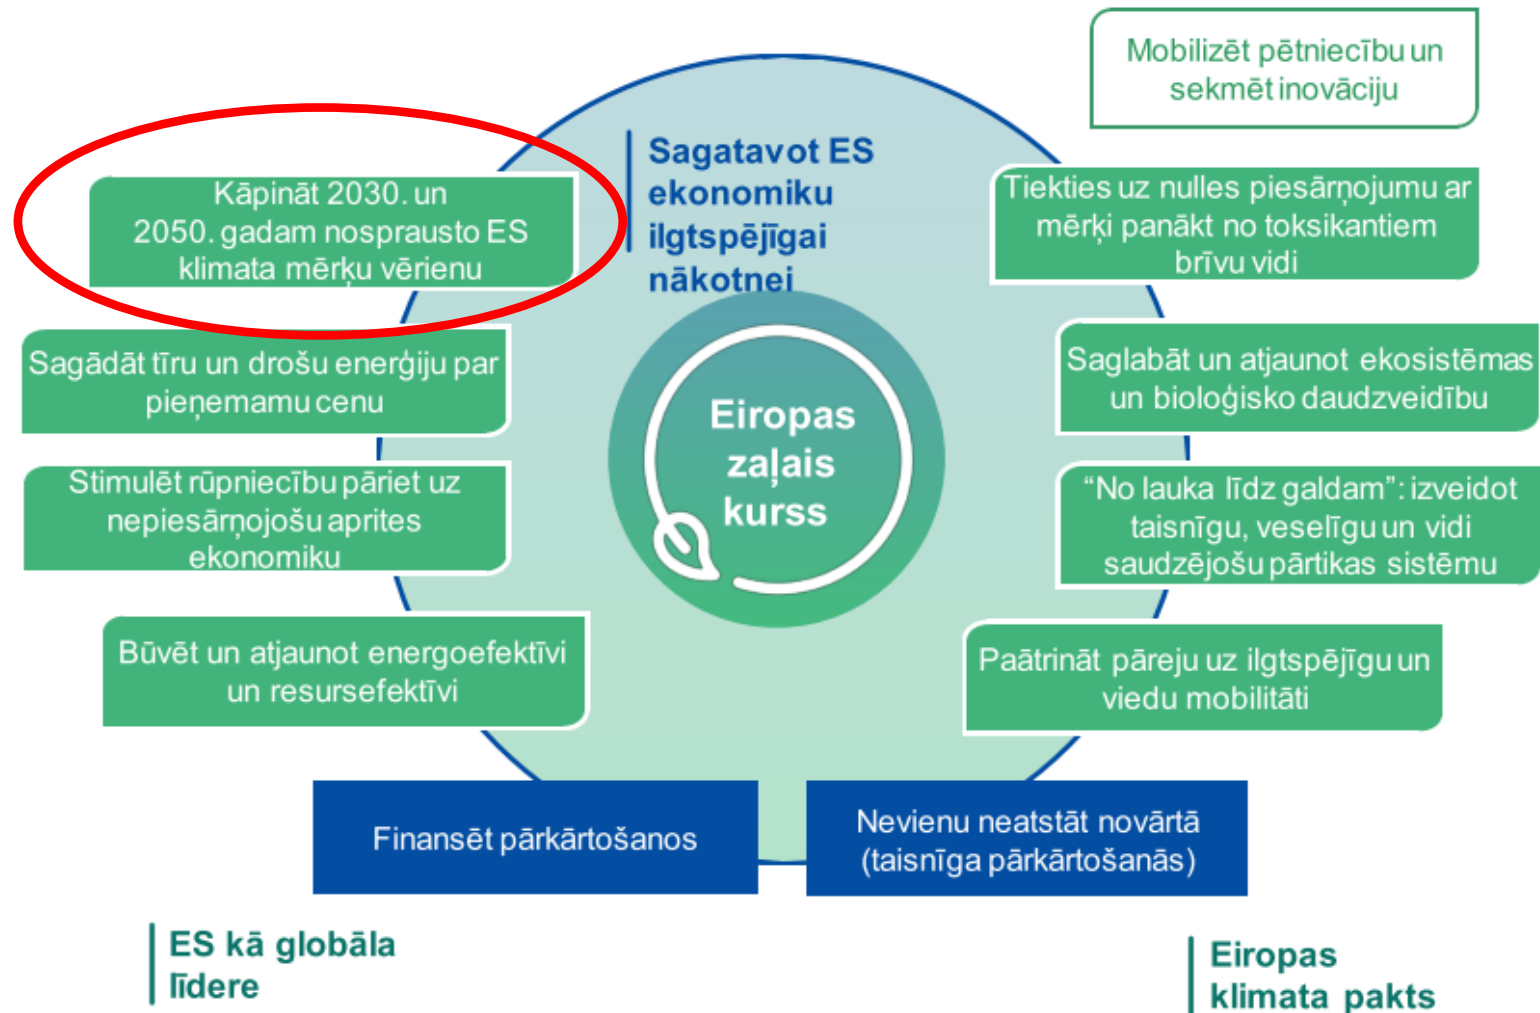 Mobilizēt pētniecību un
sekmēt inovāciju
Sagatavot ES
ekonomiku
ilgtspējīgai
nākotnei
Kāpināt 2030. un
2050. gadam nosprausto ES
klimata mērķu vērienu
Tiekties uz nulles piesārņojumu ar
mērķi panākt no toksikantiem
brīvu vidi
Sagādāt tīru un drošu enerģiju par
pieņemamu cenu
Saglabāt un atjaunot ekosistēmas
un bioloģisko daudzveidību
Eiropas
zaļais
kurss
Stimulēt rūpniecību pāriet uz
nepiesārņojošu aprites
ekonomiku
“No lauka līdz galdam”: izveidot
taisnīgu, veselīgu un vidi
saudzējošu pārtikas sistēmu
Būvēt un atjaunot energoefektīvi
un resursefektīvi
Paātrināt pāreju uz ilgtspējīgu un
viedu mobilitāti
Finansēt pārkārtošanos
Nevienu neatstāt novārtā
(taisnīga pārkārtošanās)
ES kā globāla
līdere
Eiropas
klimata pakts